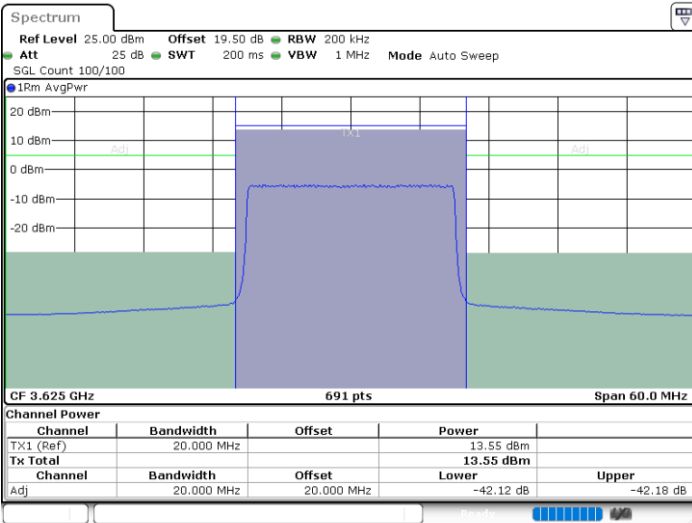 Spectrum
Ref Level 25.00 dBm Offset 19.50 dB RBW 200 kHz
Att 25 dB SWT 200 ms VBW 1 MHz Mode Auto Sweep
SGL Count 100/100
1Rm AvgPwr
20 dBm
TX1
10 dBm
Adj Adj
0 dBm
-10 dBm
-20 dBm
CF 3.625 GHz 691 pts Span 60.0 MHz
Channel Power
Channel Bandwidth Offset Power
TX1 (Ref) 20.000 MHz 13.55 dBm
Tx Total 13.55 dBm
Channel Bandwidth Offset Lower Upper
Adj 20.000 MHz 20.000 MHz -42.12 dB -42.18 dB
Ready